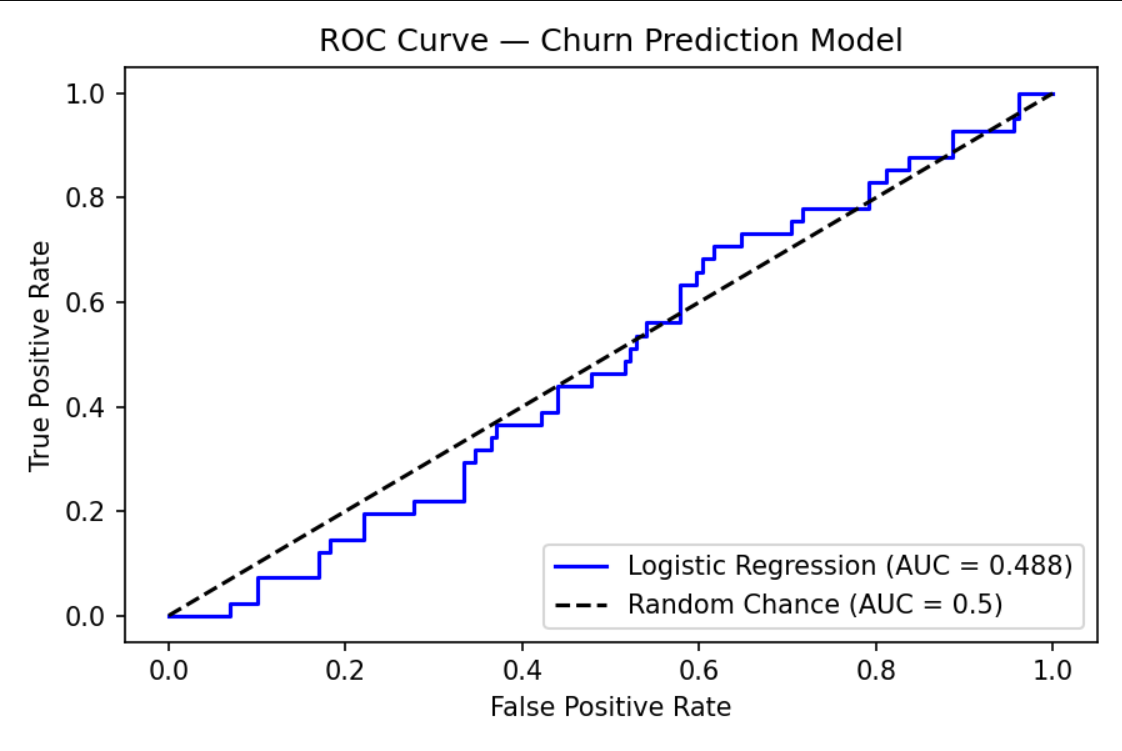 ROC Curve — Churn Prediction Model
True Positive Rate
1.0
0.8
0.6
0.4
0.2
0.0
Logistic Regression (AUC = 0.488)
Random Chance (AUC = 0.5)
0.0 0.2 0.4 0.6 0.8 1.0
False Positive Rate